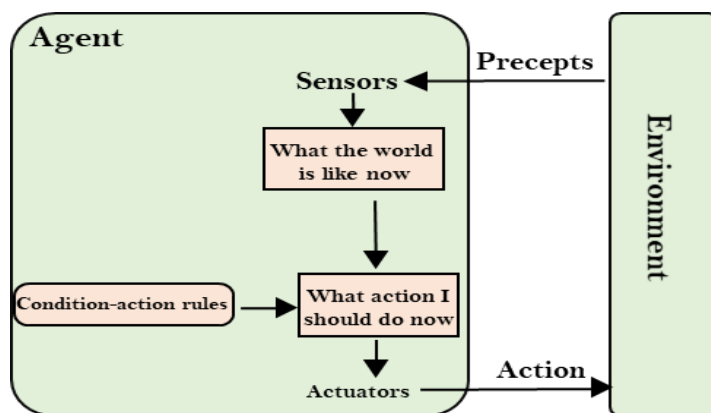 Agent
Precepts
Sensors
What the world
is like now
Environment
Condition-action rules
What action I
should do now
Action
Actuators